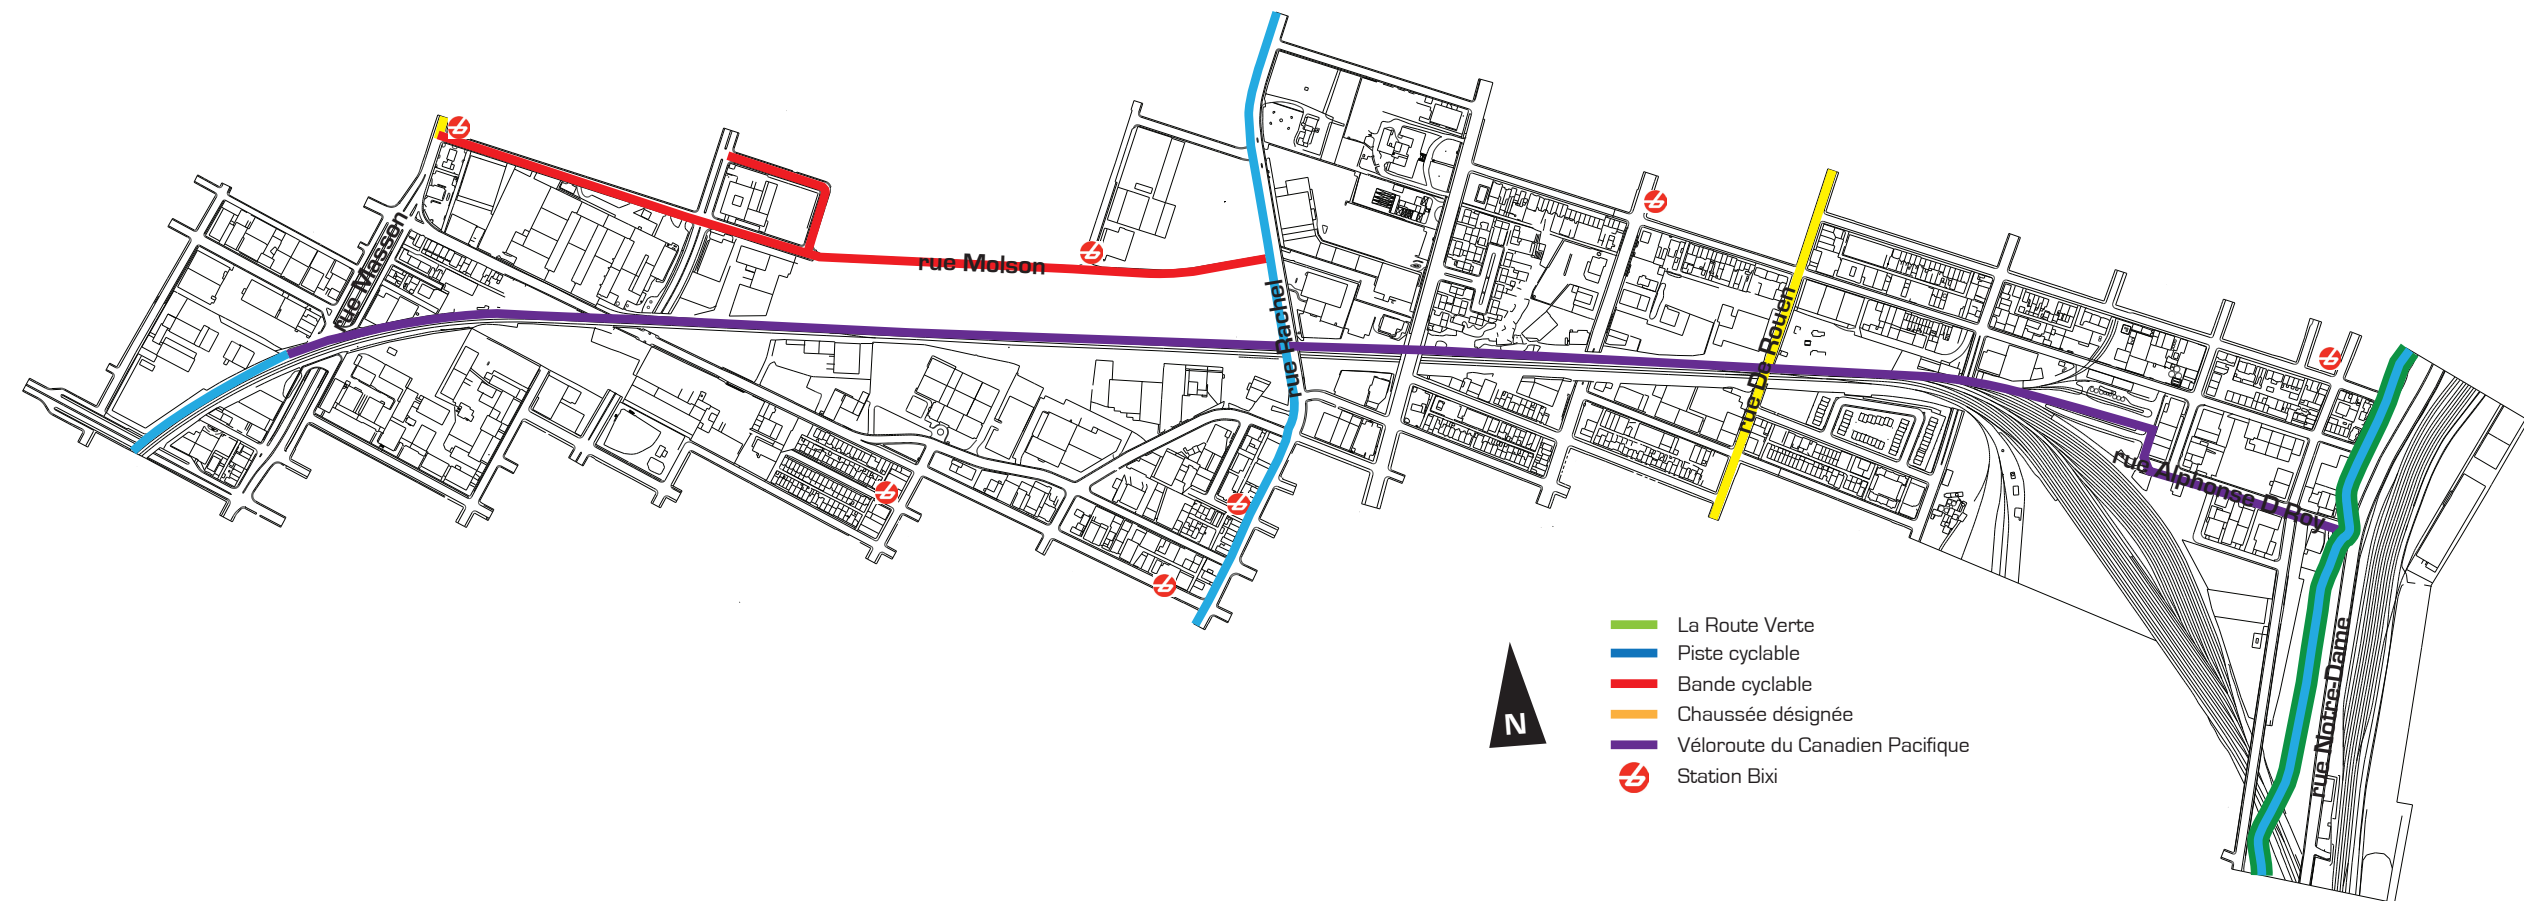 rue Masson
rue Molson
rue Rachel
rue De Rouen
rue Alphonse D Roy
rue Notre-Dame
N
La Route Verte
Piste cyclable
Bande cyclable
Chaussée désignée
Véloroute du Canadien Pacifique
Station Bixi